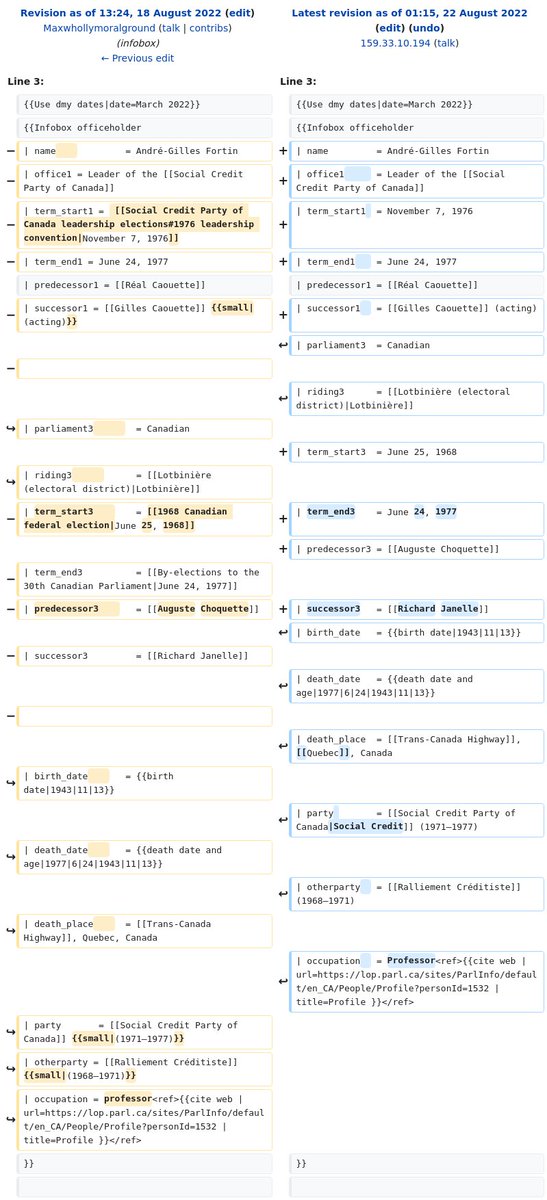 Revision as of 13:24, 18 August 2022 (edit)
Maxwhollymoralground (talk | contribs)
(infobox)
← Previous edit
Latest revision as of 01:15, 22 August 2022
(edit) (undo)
159.33.10.194 (talk)
Line 3:
Line 3:
{{Use dmy dates|date=March 2022}}
{{Use dmy dates|date=March 2022}}
{{Infobox officeholder
{{Infobox officeholder
− | name = André-Gilles Fortin
+ | name = André-Gilles Fortin
− | office1 = Leader of the [[Social Credit
Party of Canada]]
+ | office1 = Leader of the [[Social
Credit Party of Canada]]
− | term_start1 = [[Social Credit Party of
Canada leadership elections#1976 leadership
convention|November 7, 1976]]
+ | term_start1 = November 7, 1976
− | term_end1 = June 24, 1977
+ | term_end1 = June 24, 1977
| predecessor1 = [[Réal Caouette]]
| predecessor1 = [[Réal Caouette]]
− | successor1 = [[Gilles Caouette]] {{small|
(acting)}}
+ | successor1 = [[Gilles Caouette]] (acting)
↩ | parliament3 = Canadian
−
↩ | riding3 = [[Lotbinière (electoral
district)|Lotbinière]]
↪ | parliament3 = Canadian
+ | term_start3 = June 25, 1968
↪ | riding3 = [[Lotbinière
(electoral district)|Lotbinière]]
− | term_start3 = [[1968 Canadian
federal election|June 25, 1968]]
+ | term_end3 = June 24, 1977
+ | predecessor3 = [[Auguste Choquette]]
− | term_end3 = [[By-elections to the
30th Canadian Parliament|June 24, 1977]]
− | predecessor3 = [[Auguste Choquette]]
+ | successor3 = [[Richard Janelle]]
↩ | birth_date = {{birth date|1943|11|13}}
− | successor3 = [[Richard Janelle]]
↩ | death_date = {{death date and
age|1977|6|24|1943|11|13}}
−
↩ | death_place = [[Trans-Canada Highway]],
[[Quebec]], Canada
↪ | birth_date = {{birth
date|1943|11|13}}
↩ | party = [[Social Credit Party of
Canada|Social Credit]] (1971–1977)
↪ | death_date = {{death date and
age|1977|6|24|1943|11|13}}
↩ | otherparty = [[Ralliement Créditiste]]
(1968–1971)
↪ | death_place = [[Trans-Canada
Highway]], Quebec, Canada
↩ | occupation = Professor<ref>{{cite web |
url=https://lop.parl.ca/sites/ParlInfo/defaul
t/en_CA/People/Profile?personId=1532 |
title=Profile }}</ref>
↪ | party = [[Social Credit Party of
Canada]] {{small|(1971–1977)}}
↪ | otherparty = [[Ralliement Créditiste]]
{{small|(1968–1971)}}
↪ | occupation = professor<ref>{{cite web |
url=https://lop.parl.ca/sites/ParlInfo/defaul
t/en_CA/People/Profile?personId=1532 |
title=Profile }}</ref>
}}
}}